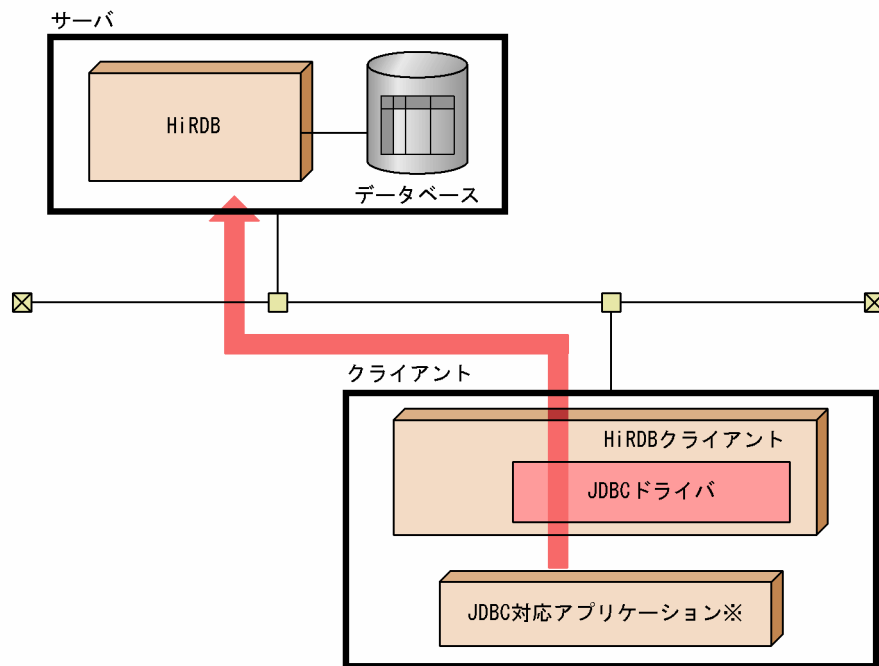 サーバ
HiRDB
データベース
クライアント
HiRDBクライアント
JDBCドライバ
JDBC対応アプリケーション※